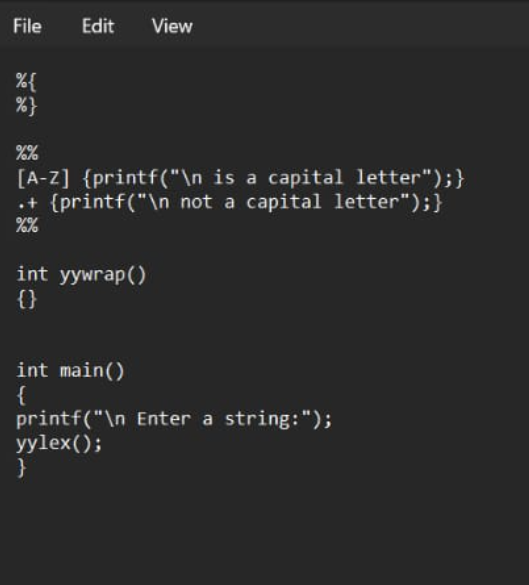 File Edit View
%{
%}
%%
[A-Z] {printf("\n is a capital letter");}
.+ {printf("\n not a capital letter");}
%%
int yywrap()
{}
int main()
{
printf("\n Enter a string:");
yylex();
}